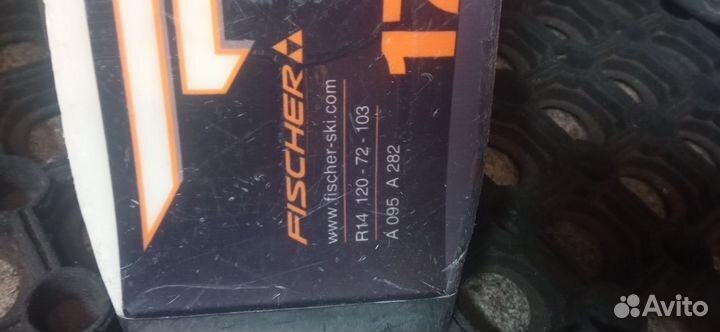 FISCHER
www.fischer-ski.com
R14 120 - 72 - 103
A 095 A 282
Avito